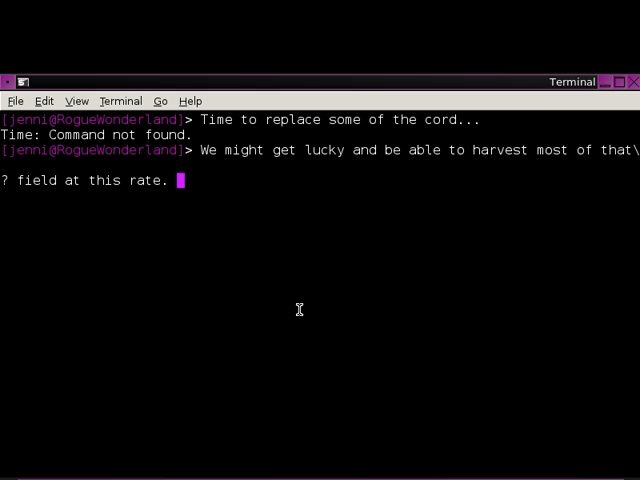 Terminal
File Edit View Terminal Go Help
[jenni@RogueWonderland]> Time to replace some of the cord...
Time: Command not found.
[jenni@RogueWonderland]> We might get lucky and be able to harvest most of that\
? field at this rate.